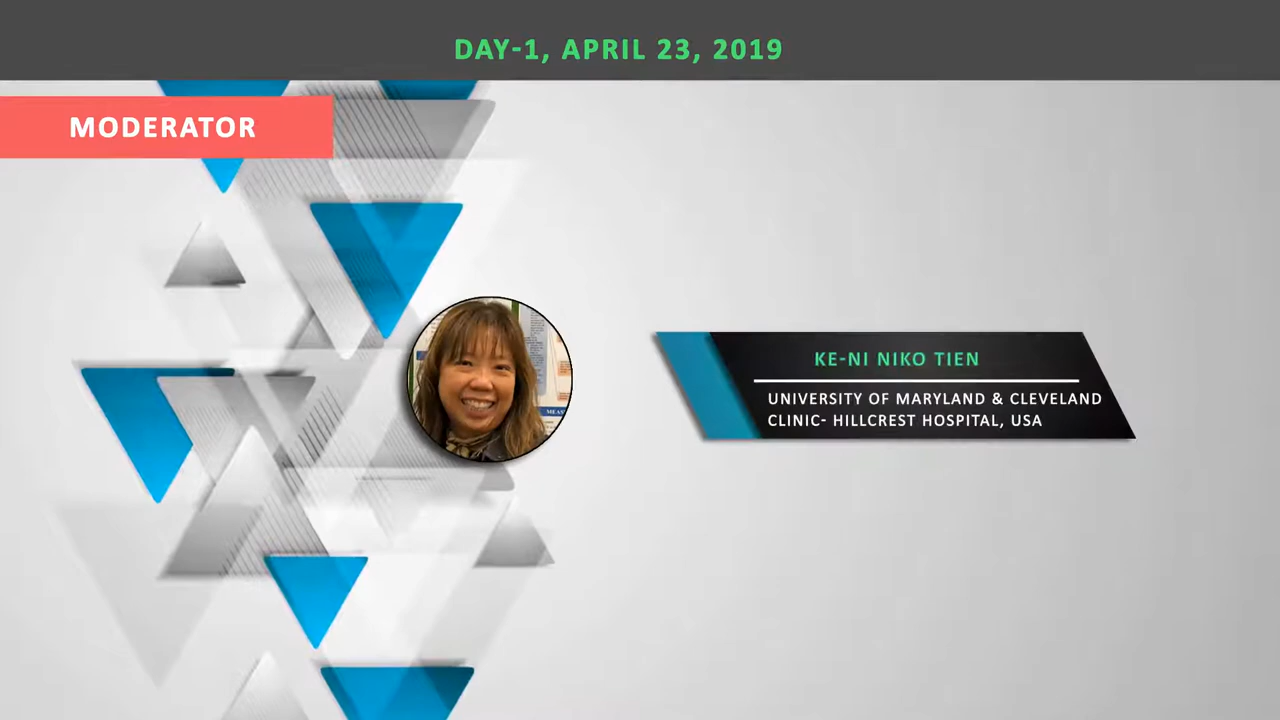 DAY-1, APRIL 23, 2019
MODERATOR
KE-NI NIKO TIEN
UNIVERSITY OF MARYLAND & CLEVELAND
CLINIC- HILLCREST HOSPITAL, USA